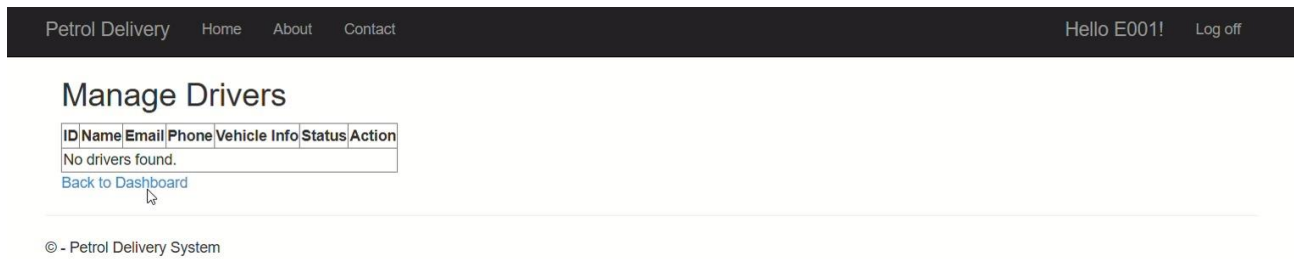 Petrol Delivery Home About Contact Hello E001! Log off
Manage Drivers
ID Name Email Phone Vehicle Info Status Action
No drivers found.
Back to Dashboard
© - Petrol Delivery System